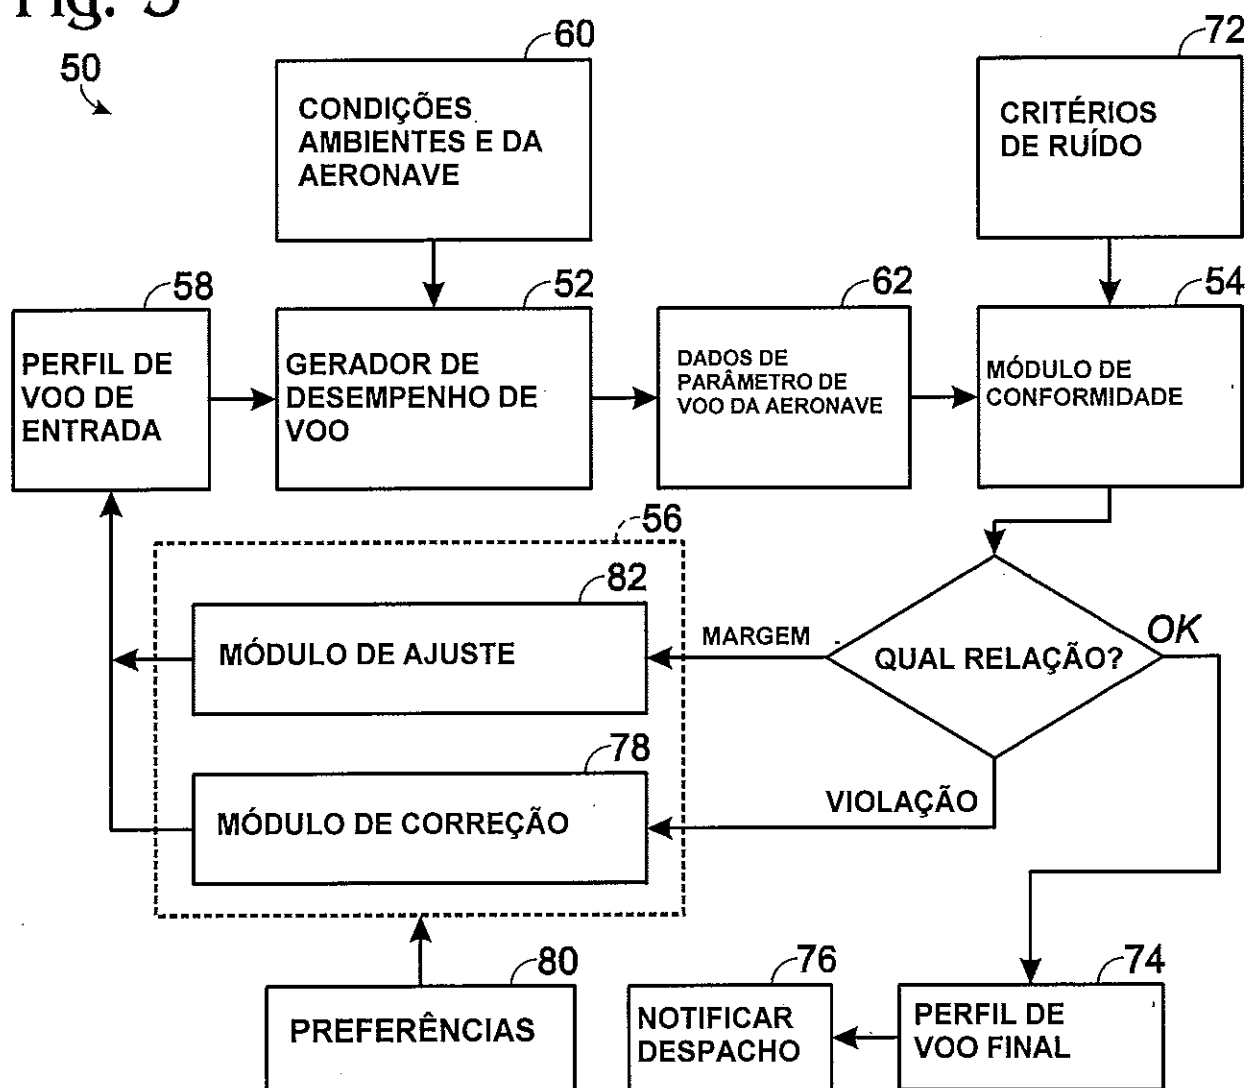 Fig. 3
50
60
CONDIÇÕES
AMBIENTES E DA
AERONAVE
72
CRITÉRIOS
DE RUÍDO
58
PERFIL DE
VOO DE
ENTRADA
52
GERADOR DE
DESEMPENHO DE
VOO
62
DADOS DE
PARÂMETRO DE
VOO DA AERONAVE
54
MÓDULO DE
CONFORMIDADE
56
82
MÓDULO DE AJUSTE
MARGEM
QUAL RELAÇÃO?
OK
78
MÓDULO DE CORREÇÃO
VIOLAÇÃO
80
PREFERÊNCIAS
76
NOTIFICAR
DESPACHO
74
PERFIL DE
VOO FINAL